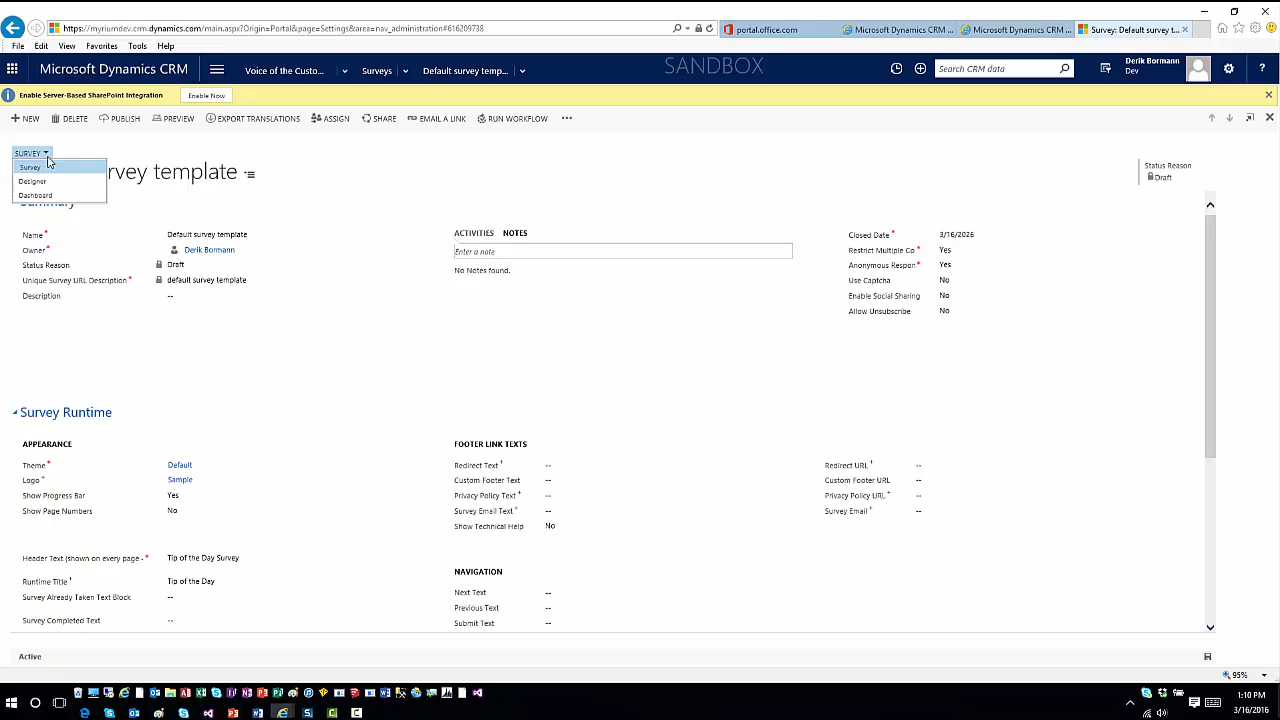 https://myriumdev.crm.dynamics.com/main.aspx?Origin=Portal&page=Settings&area=nav_administration#616209738
portal.office.com
Microsoft Dynamics CRM ...
Microsoft Dynamics CRM ...
Survey: Default survey t...
File Edit View Favorites Tools Help
Microsoft Dynamics CRM
Voice of the Custo...
Surveys
Default survey temp...
SANDBOX
Search CRM data
Derik Bormann
Dev
Enable Server-Based SharePoint Integration
Enable Now
NEW DELETE PUBLISH PREVIEW EXPORT TRANSLATIONS ASSIGN SHARE EMAIL A LINK RUN WORKFLOW
SURVEY
Survey
Designer
Dashboard
rvey template
Status Reason
Draft
Summary
Name* Default survey template
Owner* Derik Bormann
Status Reason Draft
Unique Survey URL Description* default survey template
Description --
ACTIVITIES NOTES
Enter a note
No Notes found.
Closed Date* 3/16/2026
Restrict Multiple Co* Yes
Anonymous Respon* Yes
Use Captcha No
Enable Social Sharing No
Allow Unsubscribe No
Survey Runtime
APPEARANCE
Theme* Default
Logo+ Sample
Show Progress Bar Yes
Show Page Numbers No
Header Text (shown on every page -* Tip of the Day Survey
Runtime Title+ Tip of the Day
Survey Already Taken Text Block --
Survey Completed Text --
FOOTER LINK TEXTS
Redirect Text+ --
Custom Footer Text --
Privacy Policy Text+ --
Survey Email Text+ --
Show Technical Help No
NAVIGATION
Next Text --
Previous Text --
Submit Text --
Redirect URL+ --
Custom Footer URL --
Privacy Policy URL+ --
Survey Email+ --
Active
95%
1:10 PM
3/16/2016